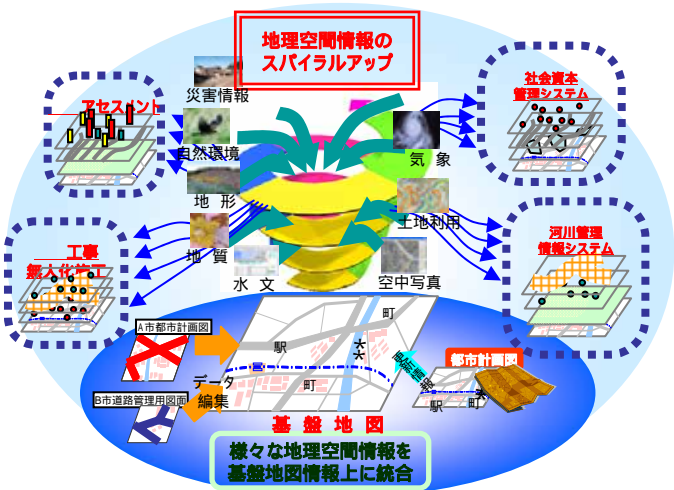 地理空間情報の
スパイラルアップ
災害情報
アセスメント
社会資本
管理システム
自然環境
気 象
地 形
土地利用
工事
無人化施工
地 質
河川管理
情報システム
水 文
空中写真
A市都市計画図
町
駅
データ
編集
町
更新情報
都市計画図
B市道路管理用図面
駅
町
基 盤 地 図
様々な地理空間情報を
基盤地図情報上に統合